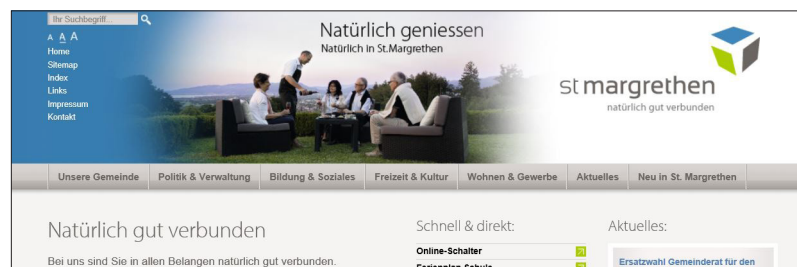 Ihr Suchbegriff...
A A A
Home
Sitemap
Index
Links
Impressum
Kontakt
Natürlich geniessen
Natürlich in St.Margrethen
st margrethen
natürlich gut verbunden
Unsere Gemeinde Politik & Verwaltung Bildung & Soziales Freizeit & Kultur Wohnen & Gewerbe Aktuelles Neu in St. Margrethen
Natürlich gut verbunden
Bei uns sind Sie in allen Belangen natürlich gut verbunden.
Schnell & direkt:
Online-Schalter
Ferienplan Schule
Aktuelles:
Ersatzwahl Gemeinderat für den